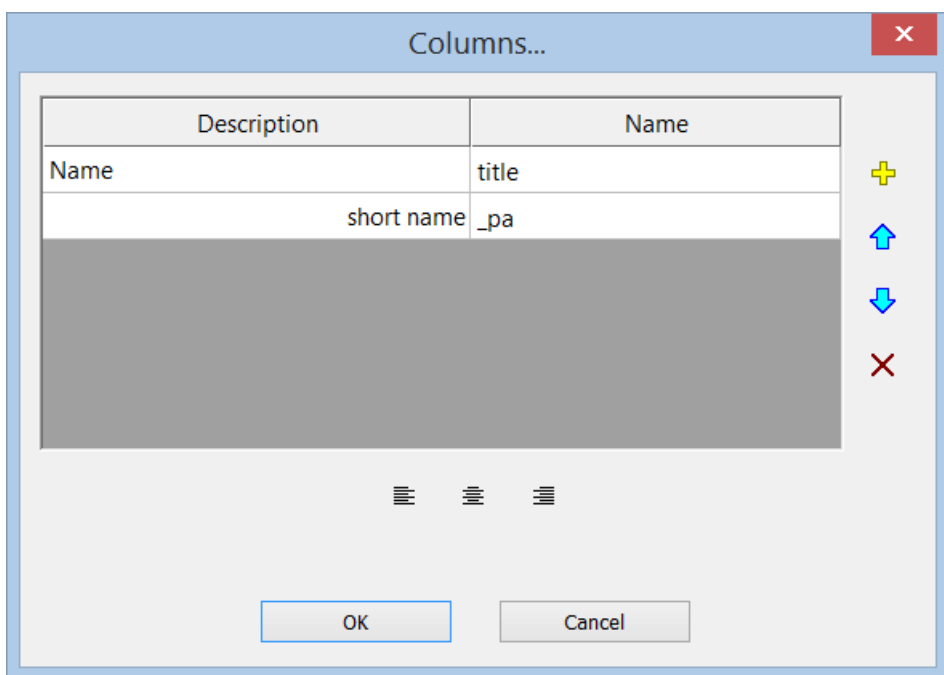 Columns...
Description Name
Name title
short name _pa
OK Cancel